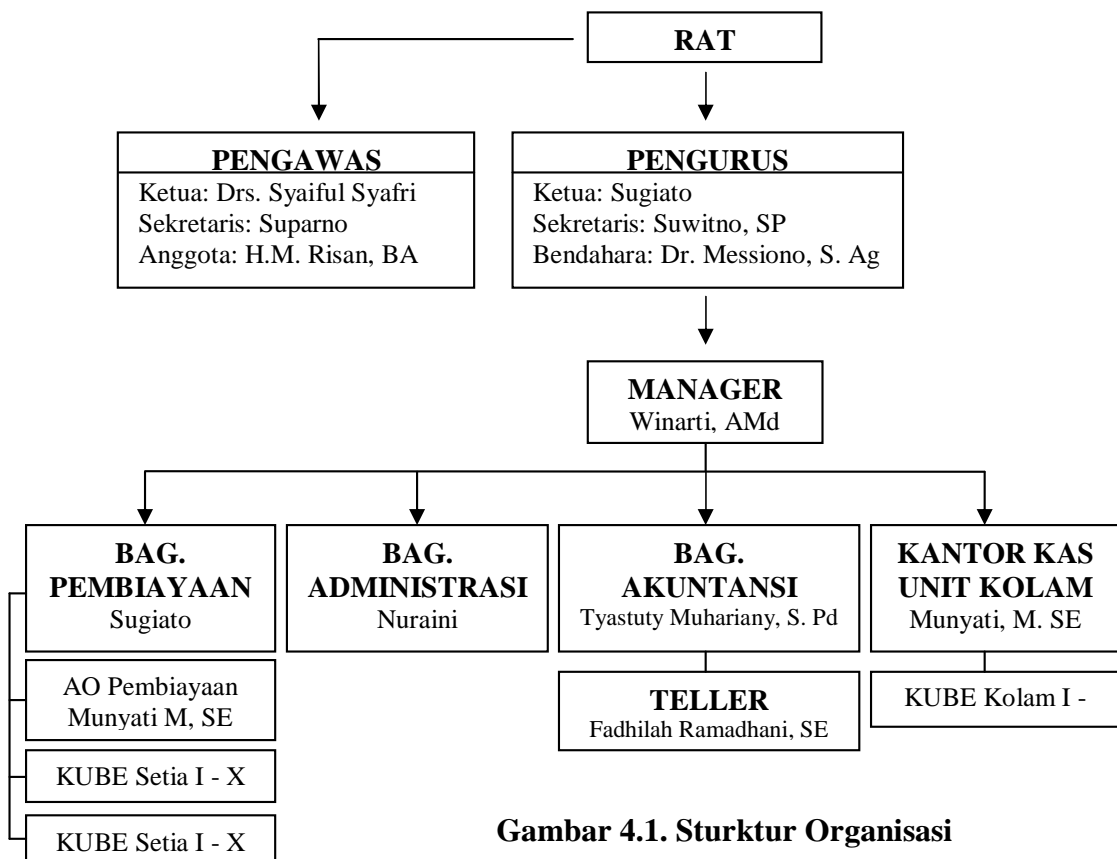 RAT
PENGAWAS
Ketua: Drs. Syaiful Syafri
Sekretaris: Suparno
Anggota: H.M. Risan, BA
PENGURUS
Ketua: Sugiato
Sekretaris: Suwitno, SP
Bendahara: Dr. Messiono, S. Ag
MANAGER
Winarti, AMd
BAG.
PEMBIAYAAN
Sugiato
BAG.
ADMINISTRASI
Nuraini
BAG.
AKUNTANSI
Tyastuty Muhariany, S. Pd
KANTOR KAS
UNIT KOLAM
Munyati, M. SE
AO Pembiayaan
Munyati M, SE
TELLER
Fadhilah Ramadhani, SE
KUBE Kolam I -
KUBE Setia I - X
KUBE Setia I - X
Gambar 4.1. Sturktur Organisasi